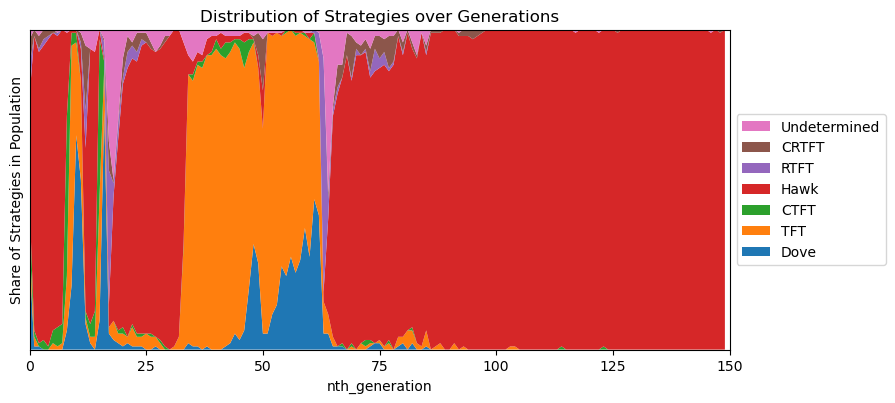 Distribution of Strategies over Generations
Share of Strategies in Population
Undetermined
CRTFT
RTFT
Hawk
CTFT
TFT
Dove
0 25 50 75 100 125 150
nth_generation